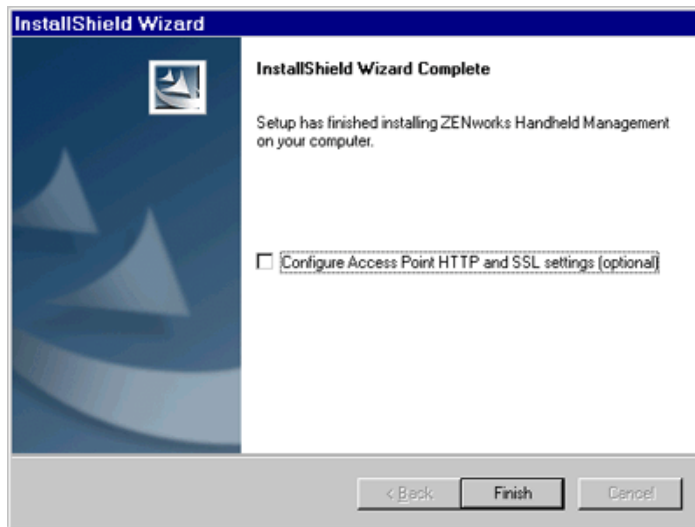 InstallShield Wizard
InstallShield Wizard Complete
Setup has finished installing ZENworks Handheld Management
on your computer.
Configure Access Point HTTP and SSL settings (optional)
< Back
Finish
Cancel